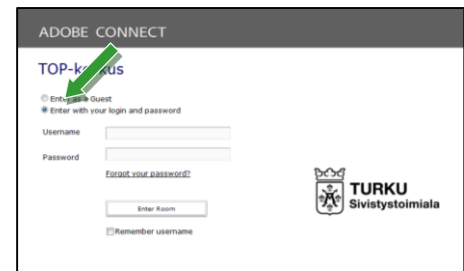 ADOBE CONNECT
Enter as a Guest
Enter with your login and password
Username
Password
Forgot your password?
Enter Room
Remember username
TURKU
Sivistystoimiala